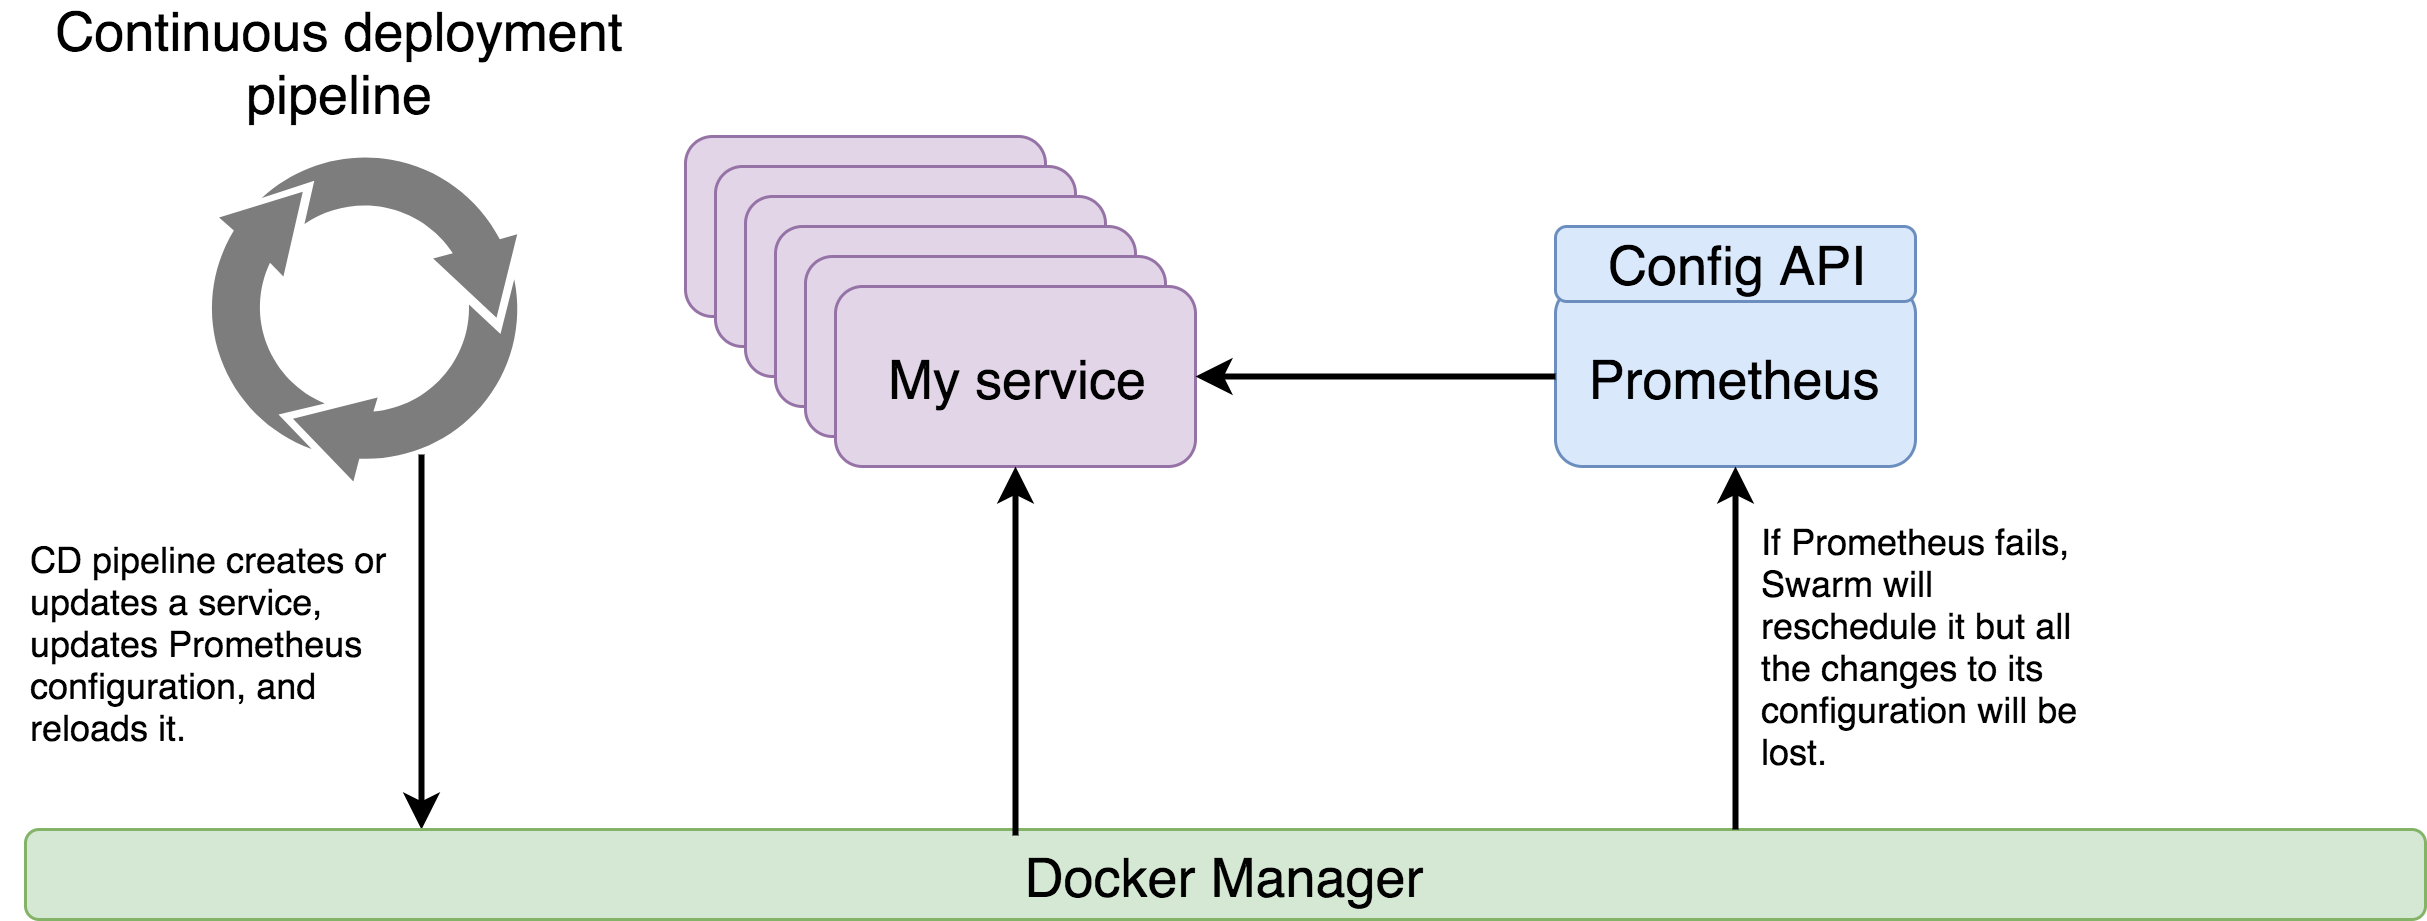 Continuous deployment
pipeline
Config API
My service
Prometheus
CD pipeline creates or
updates a service,
updates Prometheus
configuration, and
reloads it.
If Prometheus fails,
Swarm will
reschedule it but all
the changes to its
configuration will be
lost.
Docker Manager